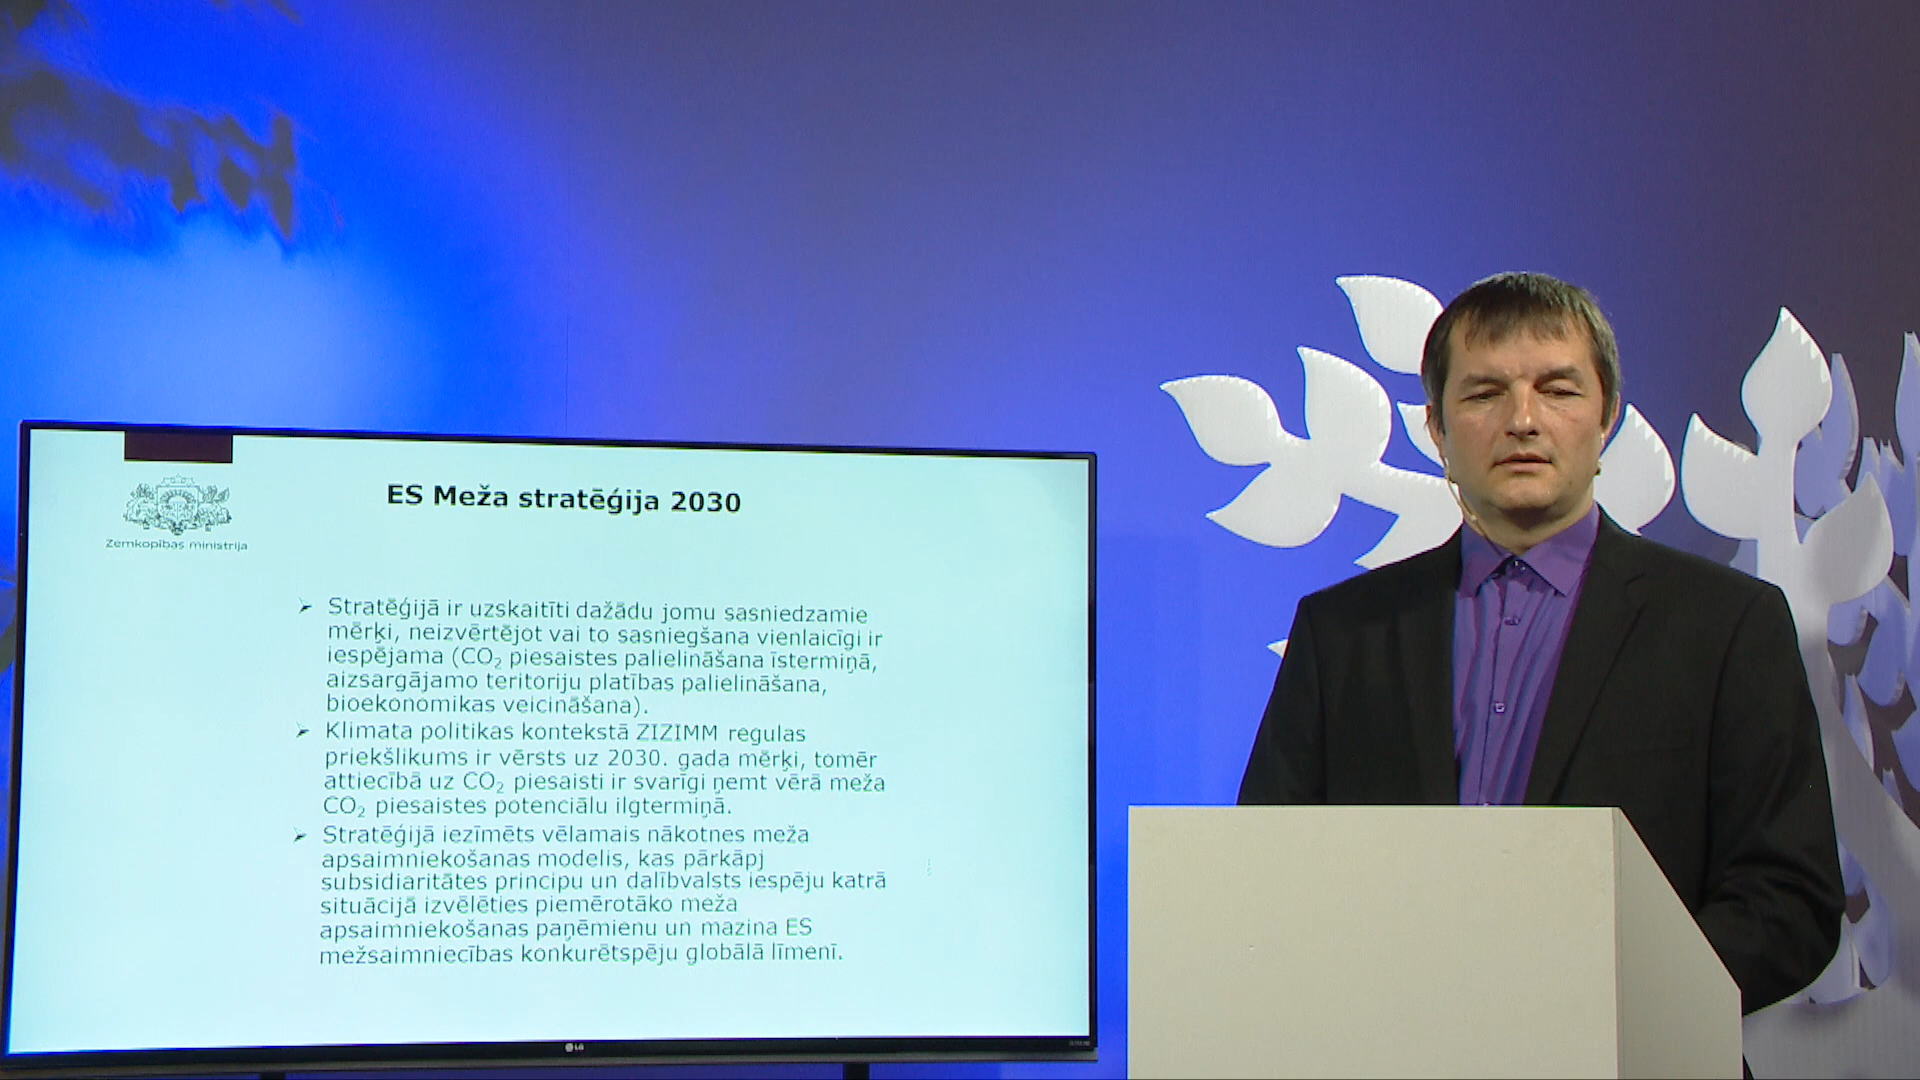 Zemkopības ministrija
ES Meža stratēģija 2030
Stratēģijā ir uzskaitīti dažādu jomu sasniedzamie
mērķi, neizvērtējot vai to sasniegšana vienlaicīgi ir
iespējama (CO₂ piesaistes palielināšana īstermiņā,
aizsargājamo teritoriju platības palielināšana,
bioekonomikas veicināšana).
Klimata politikas kontekstā ZIZIMM regulas
priekšlikums ir vērsts uz 2030. gada mērķi, tomēr
attiecībā uz CO₂ piesaisti ir svarīgi ņemt vērā meža
CO₂ piesaistes potenciālu ilgtermiņā.
Stratēģijā iezīmēts vēlamais nākotnes meža
apsaimniekošanas modelis, kas pārkāpj
subsidiaritātes principu un dalībvalsts iespēju katrā
situācijā izvēlēties piemērotāko meža
apsaimniekošanas paņēmienu un mazina ES
mežsaimniecības konkurētspēju globālā līmenī.
LG